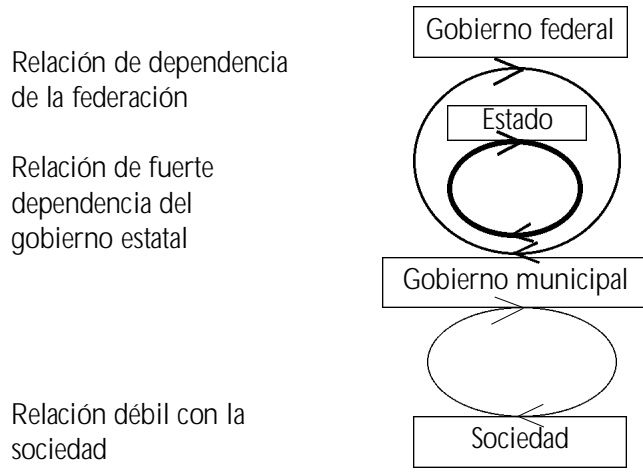 Gobierno federal
Relación de dependencia
de la federación
Estado
Relación de fuerte
dependencia del
gobierno estatal
Gobierno municipal
Relación débil con la
sociedad
Sociedad